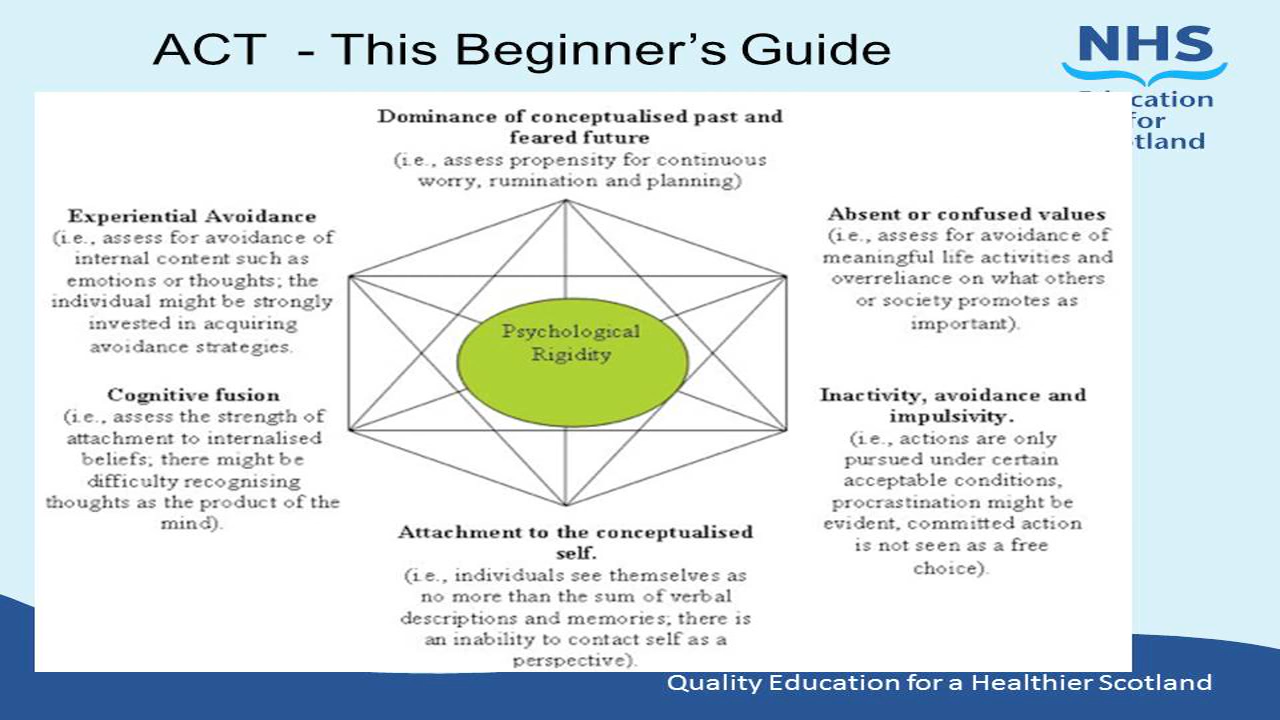 ACT - This Beginner's Guide
NHS
cation
for
tland
Dominance of conceptualised past and
feared future
(i.e., assess propensity for continuous
worry, rumination and planning)
Experiential Avoidance
(i.e., assess for avoidance of
internal content such as
emotions or thoughts; the
individual might be strongly
invested in acquiring
avoidance strategies.
Absent or confused values
(i.e., assess for avoidance of
meaningful life activities and
overreliance on what others
or society promotes as
important).
Psychological
Rigidity
Cognitive fusion
(i.e., assess the strength of
attachment to internalised
beliefs; there might be
difficulty recognising
thoughts as the product of the
mind).
Inactivity, avoidance and
impulsivity.
(i.e., actions are only
pursued under certain
acceptable conditions,
procrastination might be
evident, committed action
is not seen as a free
choice).
Attachment to the conceptualised
self.
(i.e., individuals see themselves as
no more than the sum of verbal
descriptions and memories; there is
an inability to contact self as a
perspective).
Quality Education for a Healthier Scotland